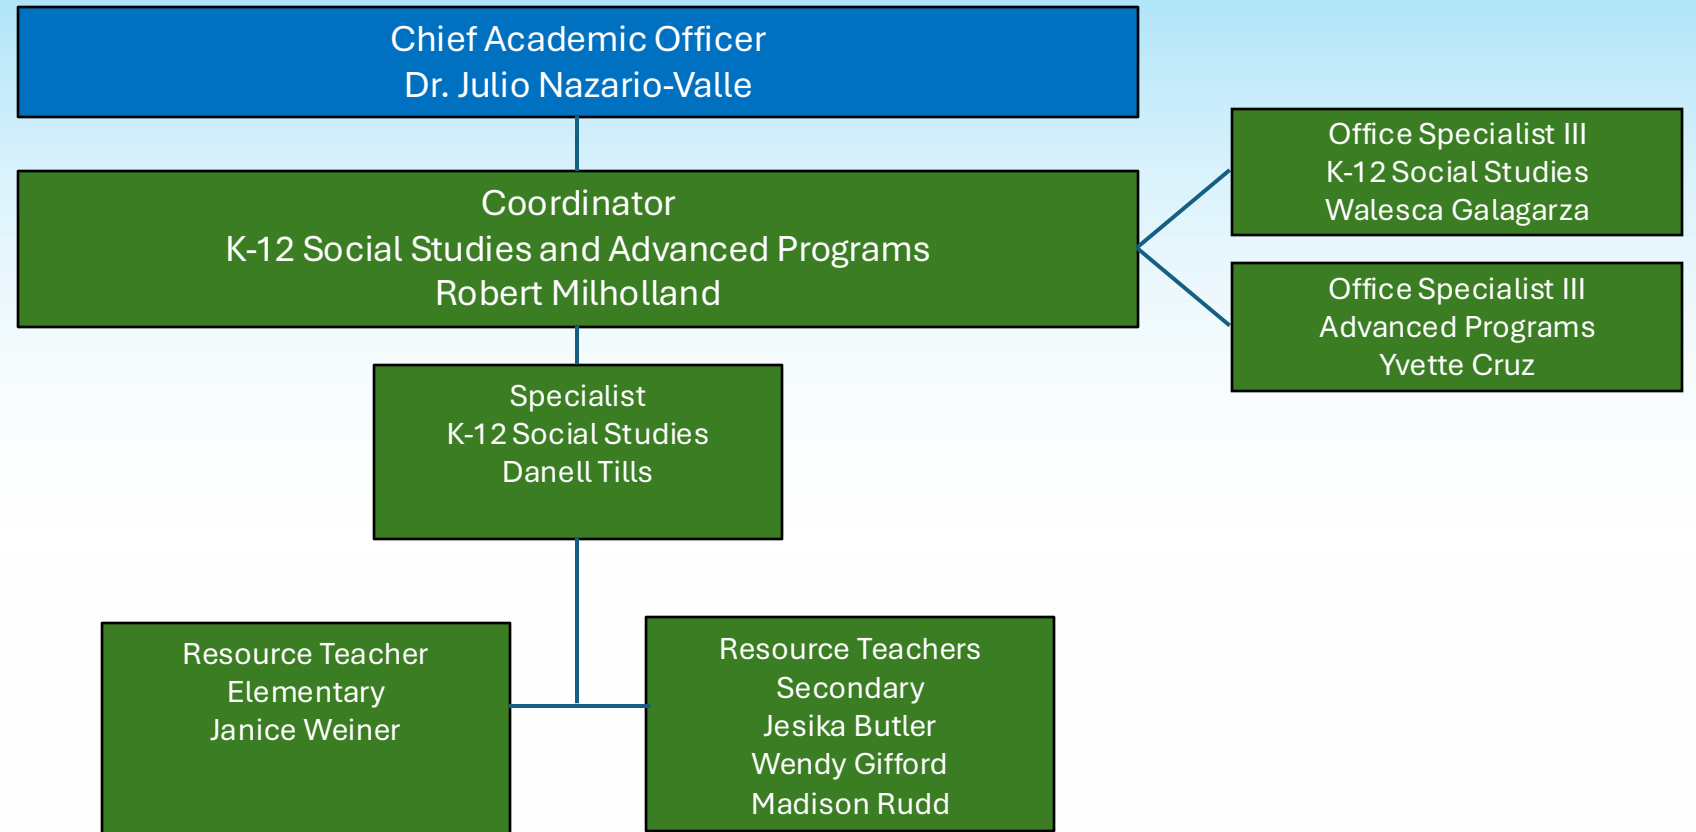 Chief Academic Officer
Dr. Julio Nazario-Valle
Coordinator
K-12 Social Studies and Advanced Programs
Robert Milholland
Office Specialist III
K-12 Social Studies
Walesca Galagarza
Office Specialist III
Advanced Programs
Yvette Cruz
Specialist
K-12 Social Studies
Danell Tills
Resource Teacher
Elementary
Janice Weiner
Resource Teachers
Secondary
Jesika Butler
Wendy Gifford
Madison Rudd